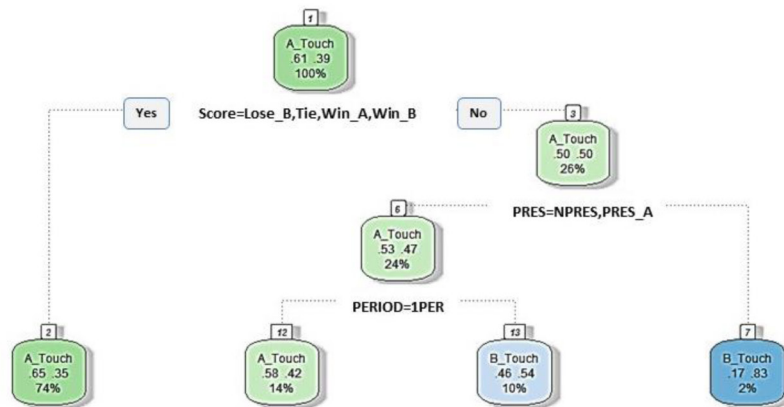 1
A_Touch
.61 .39
100%
Yes
Score=Lose_B,Tie,Win_A,Win_B
No
3
A_Touch
.50 .50
26%
PRES=NPRES,PRES_A
6
A_Touch
.53 .47
24%
PERIOD=1PER
2
A_Touch
.65 .35
74%
12
A_Touch
.58 .42
14%
13
B_Touch
.46 .54
10%
7
B_Touch
.17 .83
2%